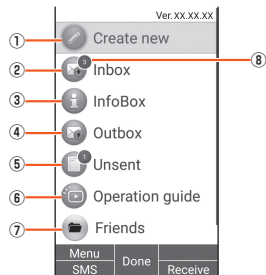 Ver. XX.XX.XX
① Create new
② 3 Inbox ⑧
③ InfoBox
④ Outbox
⑤ 1 Unsent
⑥ Operation guide
⑦ Friends
Menu Done
SMS Receive